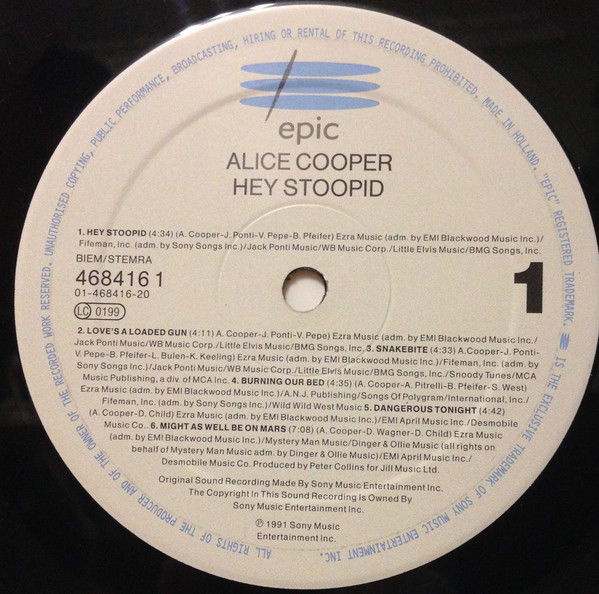 epic
ALICE COOPER
HEY STOOPID
1. HEY STOOPID (4:34) (A. Cooper-J. Ponti-V. Pepe-B. Pfeifer) Ezra Music (adm. by EMI Blackwood Music Inc.)/
Fifeman, Inc. (adm. by Sony Songs Inc.)/Jack Ponti Music/WB Music Corp./Little Elvis Music/BMG Songs, Inc.
BIEM/STEMRA
468416 1
01-468416-20
LC 0199
1
2. LOVE'S A LOADED GUN (4:11) A. Cooper-J. Ponti-V. Pepe) Ezra Music (adm. by EMI Blackwood Music Inc./
Jack Ponti Music/WB Music Corp./Little Elvis Music/BMG Songs, Inc. 3. SNAKEBITE (4:33) A.Cooper-J. Ponti-
V. Pepe-B. Pfeifer-L. Bulen-K. Keeling) Ezra Music (adm. by EMI Blackwood Music Inc.)/Fifeman, Inc. (adm. by
Sony Songs Inc.)/Jack Ponti Music/WB Music Corp./Little Elvis Music/BMG Songs, Inc./Snoody Tunes/MCA
Music Publishing, a div. of MCA Inc. 4. BURNING OUR BED (4:35) (A. Cooper-A. Pitrelli-B. Pfeifer-S. West)
Ezra Music (adm. by EMI Blackwood Music Inc.)/A.N.J. Publishing/Songs Of Polygram/International, Inc./
Fifeman, Inc. (adm. by Sony Songs Inc.)/Wild Wild West Music 5. DANGEROUS TONIGHT (4:42)
(A. Cooper-D. Child) Ezra Music (adm. by EMI Blackwood Music Inc.)/EMI April Music Inc./Desmobile
Music Co.. 6. MIGHT AS WELL BE ON MARS (7:08) (A. Cooper-D. Wagner-D. Child) Ezra Music
(adm. by EMI Blackwood Music Inc.)/Mystery Man Music/Dinger & Ollie Music (all rights on
behalf of Mystery Man Music adm. by Dinger & Ollie Music)/EMI April Music Inc./
Desmobile Music Co. Produced by Peter Collins for Jill Music Ltd.
Original Sound Recording Made By Sony Music Entertainment Inc.
The Copyright In This Sound Recording Is Owned By
Sony Music Entertainment Inc.
℗ 1991 Sony Music
Entertainment Inc.
ALL RIGHTS OF THE PRODUCER AND OF THE OWNER OF THE RECORDED WORK RESERVED. UNAUTHORISED COPYING, PUBLIC PERFORMANCE, BROADCASTING, HIRING OR RENTAL OF THIS RECORDING PROHIBITED. MADE IN HOLLAND. "EPIC" REGISTERED TRADEMARK. IS THE EXCLUSIVE TRADEMARK OF SONY MUSIC ENTERTAINMENT INC.